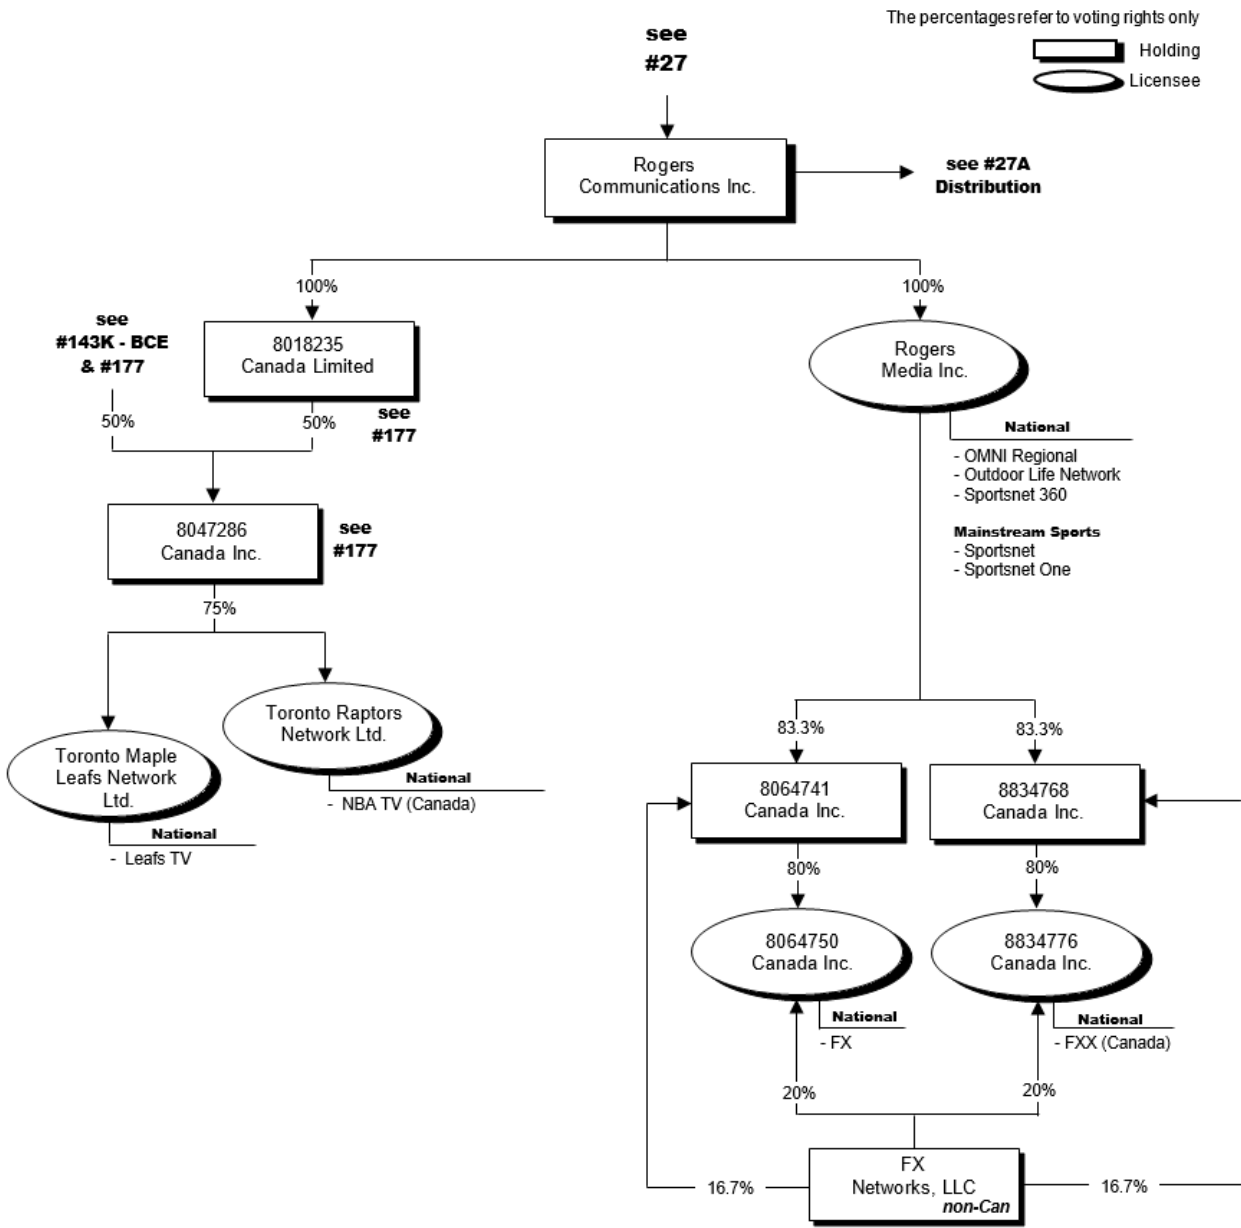 The percentages refer to voting rights only
Holding
Licensee
see
#27
Rogers
Communications Inc.
see #27A
Distribution
100%
100%
see
#143K - BCE
& #177
8018235
Canada Limited
Rogers
Media Inc.
50%
50%
see
#177
National
- OMNI Regional
- Outdoor Life Network
- Sportsnet 360
Mainstream Sports
- Sportsnet
- Sportsnet One
8047286
Canada Inc.
see
#177
75%
Toronto Maple
Leafs Network
Ltd.
National
- Leafs TV
Toronto Raptors
Network Ltd.
National
- NBA TV (Canada)
83.3%
83.3%
8064741
Canada Inc.
8834768
Canada Inc.
80%
80%
8064750
Canada Inc.
8834776
Canada Inc.
National
- FX
National
- FXX (Canada)
20%
20%
16.7%
FX
Networks, LLC
non-Can
16.7%